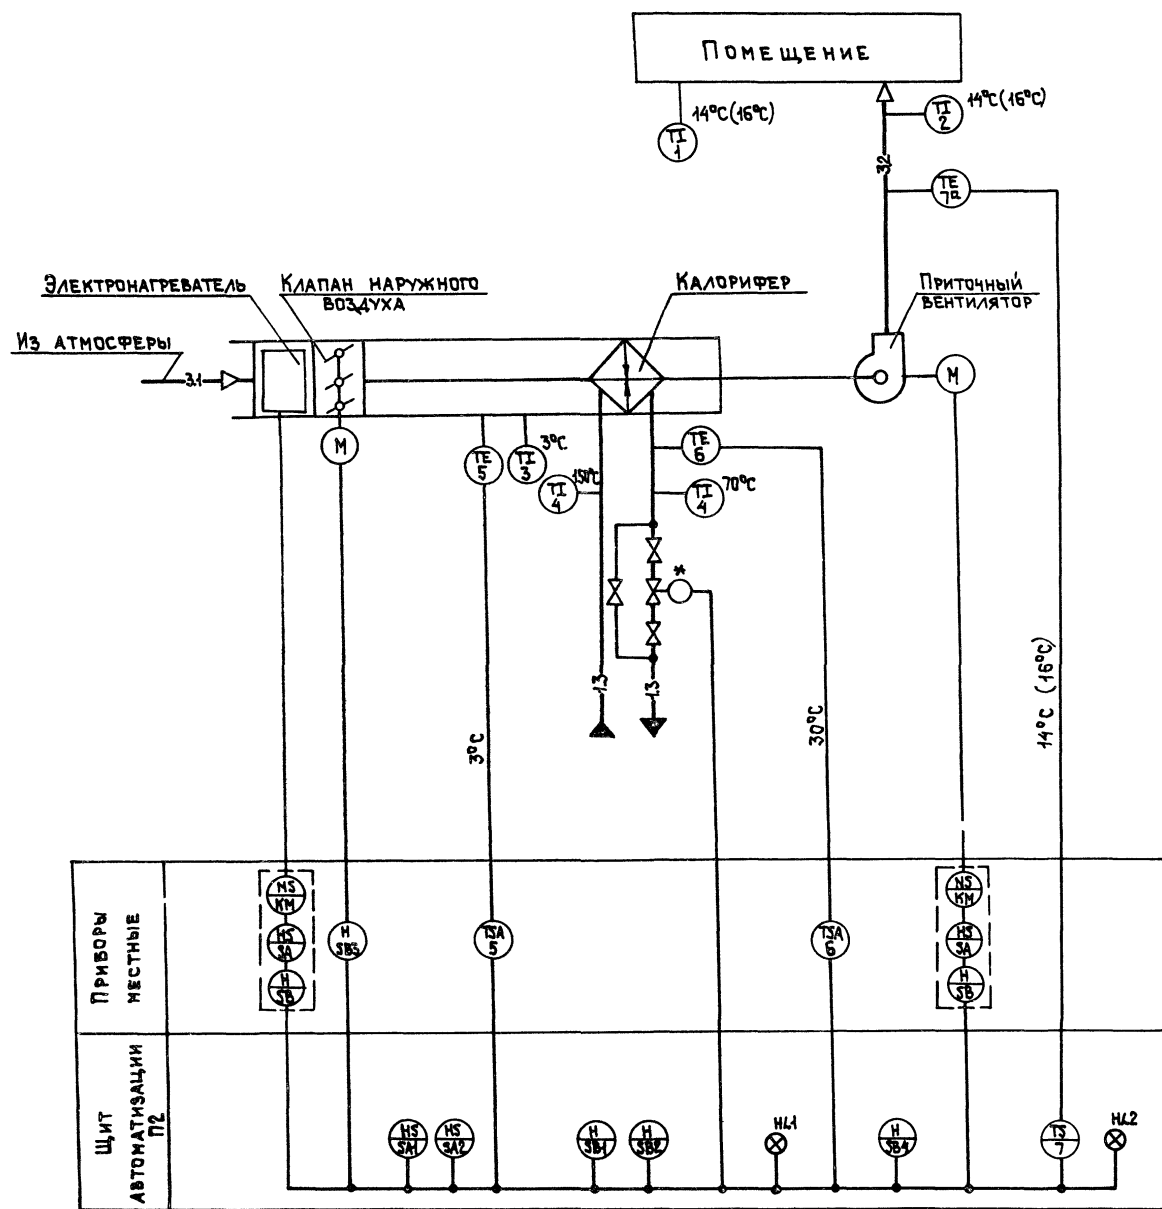 Помещение
14°C (16°C)
TI
1
TI
2
14°C (16°C)
3.2
TE
7а
Электронагреватель
Клапан наружного
воздуха
Калорифер
Приточный
вентилятор
Из атмосферы
3.1
M
M
TE
5
TI
3
3°C
TI
4
150°C
TE
6
TI
4
70°C
*
1.3
1.3
3°C
30°C
14°C (16°C)
Приборы
местные
NS
KM
HS
SA
H
SB
H
SB3
TSA
5
TSA
6
NS
KM
HS
SA
H
SB
Щит
автоматизации
П2
HS
SA1
HS
SA2
H
SB1
H
SB2
HL1
H
SB4
TS
7
HL2